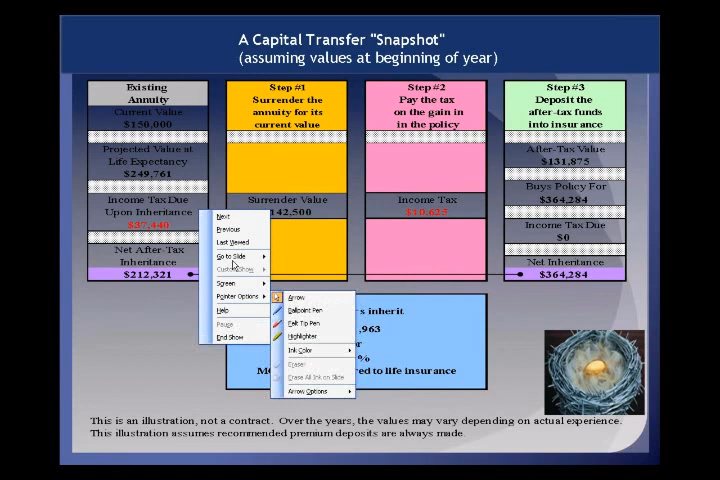 A Capital Transfer "Snapshot"
(assuming values at beginning of year)
Existing
Annuity
Current Value
$150,000
Projected Value at
Life Expectancy
$249,761
Income Tax Due
Upon Inheritance
$37,440
Net After-Tax
Inheritance
$212,321
Step #1
Surrender the
annuity for its
current value
Surrender Value
142,500
Step #2
Pay the tax
on the gain in
in the policy
Income Tax
$10,625
Step #3
Deposit the
after-tax funds
into insurance
After-Tax Value
$131,875
Buys Policy For
$364,284
Income Tax Due
$0
Net Inheritance
$364,284
Next
Previous
Last Viewed
Go to Slide
Custom Show
Screen
Pointer Options
Help
Pause
End Show
Arrow
Ballpoint Pen
Felt Tip Pen
Highlighter
Ink Color
Eraser
Erase All Ink on Slide
Arrow Options
s inherit
,963
r
%
red to life insurance
This is an illustration, not a contract. Over the years, the values may vary depending on actual experience.
This illustration assumes recommended premium deposits are always made.